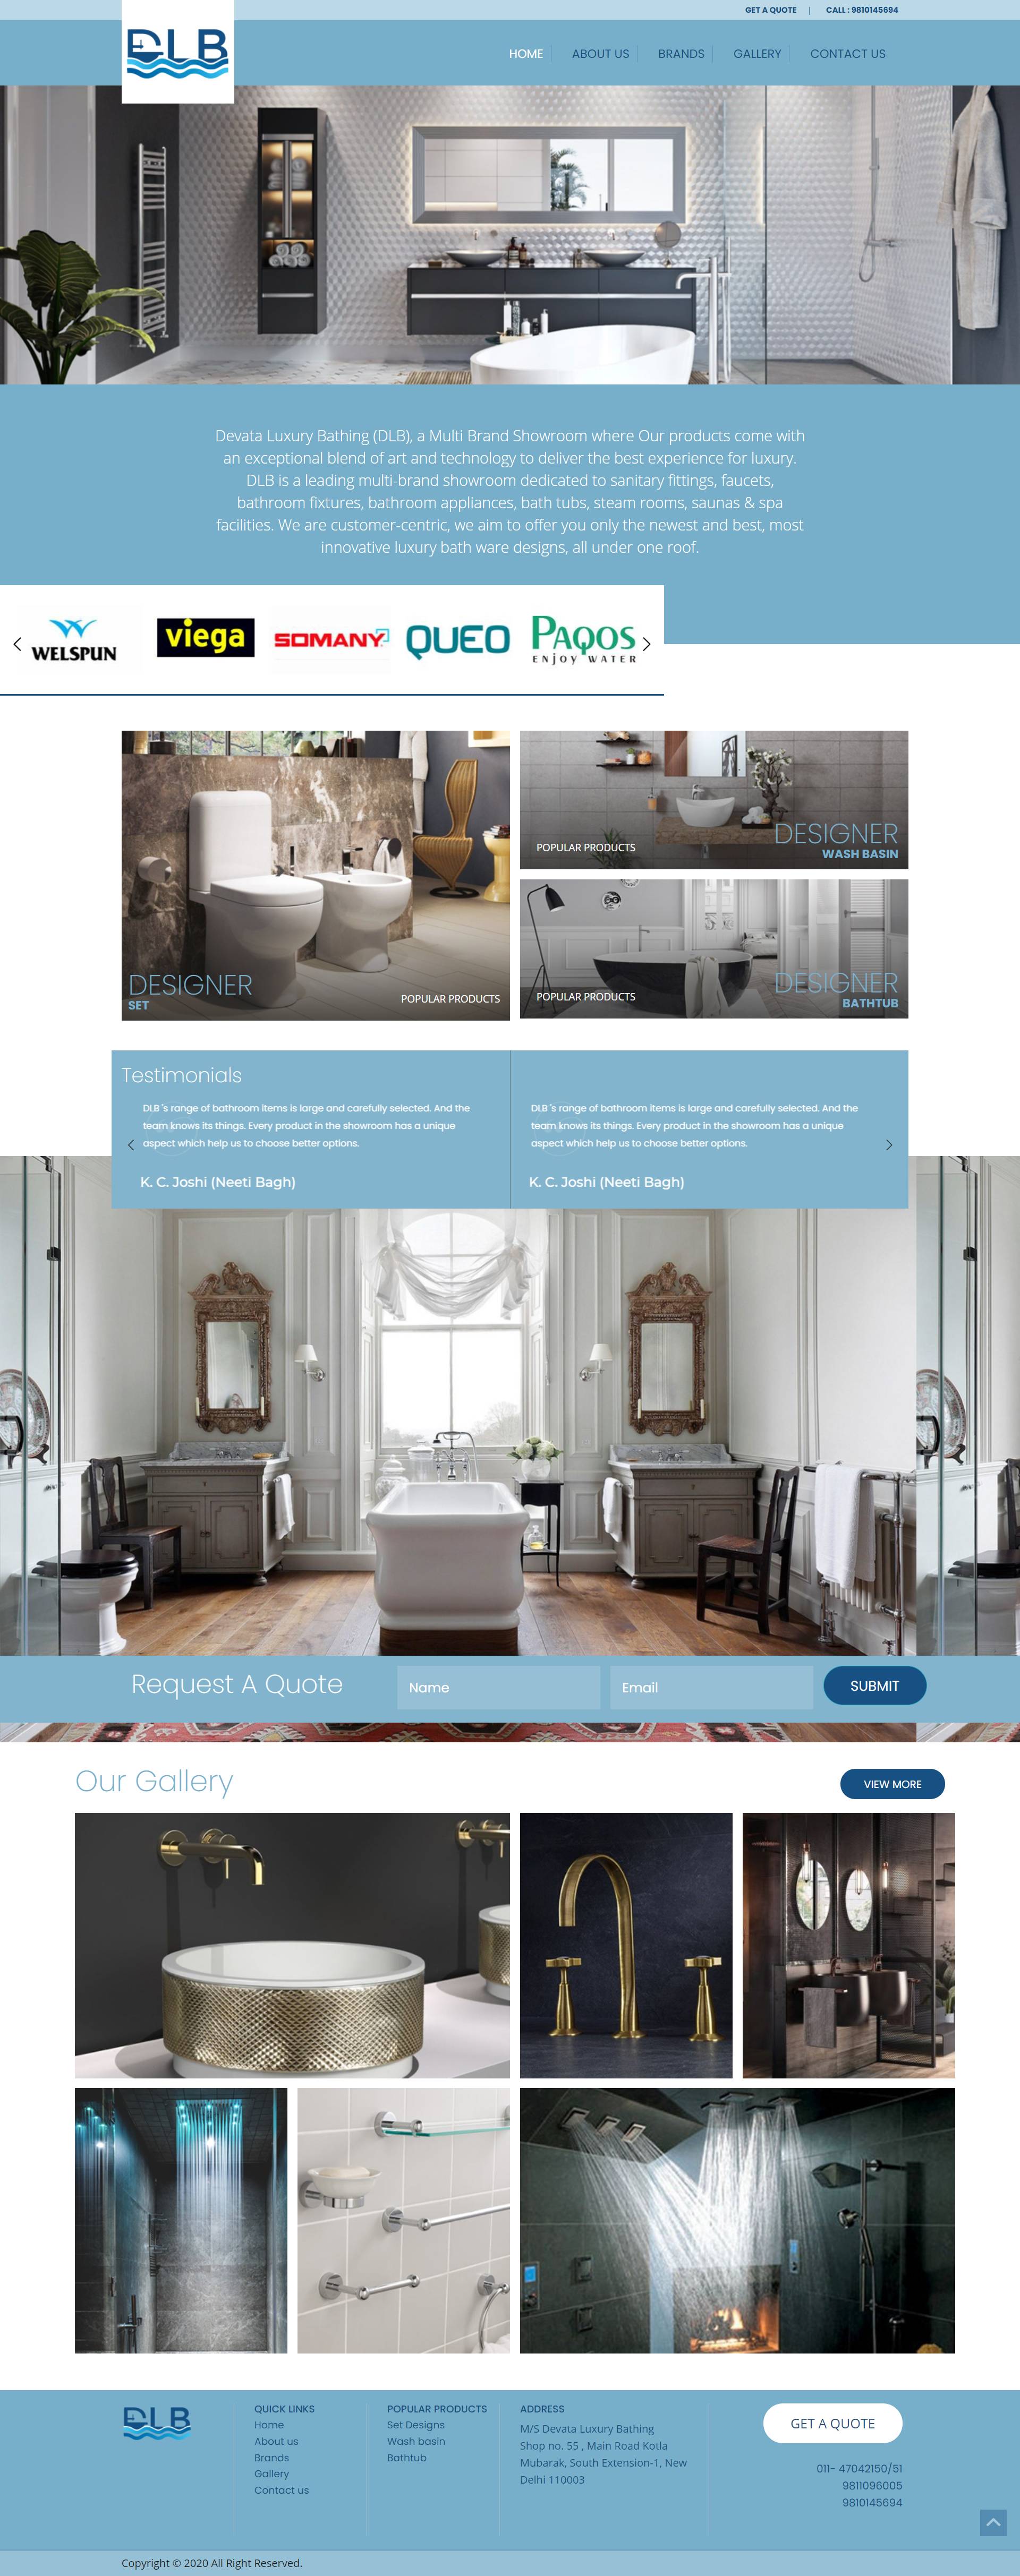 GET A QUOTE | CALL : 9810145694
DLB
HOME ABOUT US BRANDS GALLERY CONTACT US
Devata Luxury Bathing (DLB), a Multi Brand Showroom where Our products come with
an exceptional blend of art and technology to deliver the best experience for luxury.
DLB is a leading multi-brand showroom dedicated to sanitary fittings, faucets,
bathroom fixtures, bathroom appliances, bath tubs, steam rooms, saunas & spa
facilities. We are customer-centric, we aim to offer you only the newest and best, most
innovative luxury bath ware designs, all under one roof.
WELSPUN
viega
SOMANY
QUEO
PAQOS
ENJOY WATER
DESIGNER
SET
POPULAR PRODUCTS
POPULAR PRODUCTS
DESIGNER
WASH BASIN
POPULAR PRODUCTS
DESIGNER
BATHTUB
Testimonials
DLB 's range of bathroom items is large and carefully selected. And the
team knows its things. Every product in the showroom has a unique
aspect which help us to choose better options.
K. C. Joshi (Neeti Bagh)
DLB 's range of bathroom items is large and carefully selected. And the
team knows its things. Every product in the showroom has a unique
aspect which help us to choose better options.
K. C. Joshi (Neeti Bagh)
Request A Quote
Name
Email
SUBMIT
Our Gallery
VIEW MORE
DLB
QUICK LINKS
Home
About us
Brands
Gallery
Contact us
POPULAR PRODUCTS
Set Designs
Wash basin
Bathtub
ADDRESS
M/S Devata Luxury Bathing
Shop no. 55 , Main Road Kotla
Mubarak, South Extension-1, New
Delhi 110003
GET A QUOTE
011- 47042150/51
9811096005
9810145694
Copyright © 2020 All Right Reserved.